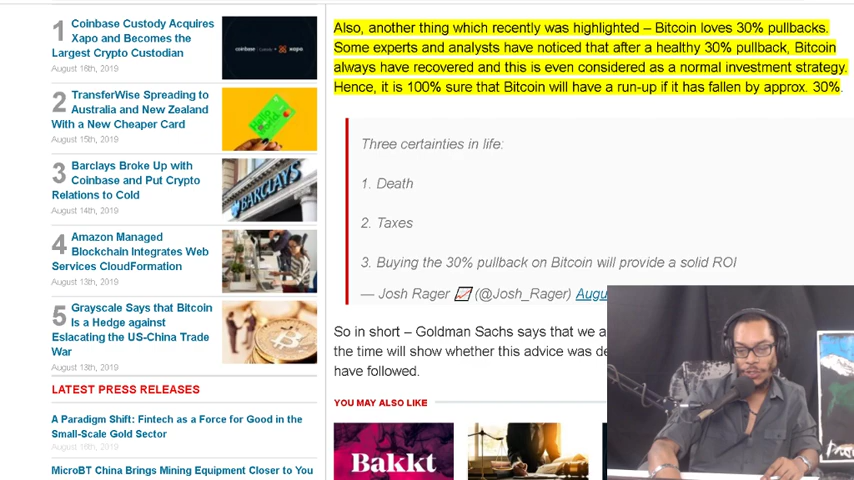 1 Coinbase Custody Acquires
Xapo and Becomes the
Largest Crypto Custodian
August 16th, 2019
2 TransferWise Spreading to
Australia and New Zealand
With a New Cheaper Card
August 15th, 2019
3 Barclays Broke Up with
Coinbase and Put Crypto
Relations to Cold
August 14th, 2019
BARCLAYS
4 Amazon Managed
Blockchain Integrates Web
Services CloudFormation
August 13th, 2019
5 Grayscale Says that Bitcoin
Is a Hedge against
Eslacating the US-China Trade
War
August 13th, 2019
LATEST PRESS RELEASES
A Paradigm Shift: Fintech as a Force for Good in the
Small-Scale Gold Sector
MicroBT China Brings Mining Equipment Closer to You
Also, another thing which recently was highlighted – Bitcoin loves 30% pullbacks.
Some experts and analysts have noticed that after a healthy 30% pullback, Bitcoin
always have recovered and this is even considered as a normal investment strategy.
Hence, it is 100% sure that Bitcoin will have a run-up if it has fallen by approx. 30%.
Three certainties in life:
1. Death
2. Taxes
3. Buying the 30% pullback on Bitcoin will provide a solid ROI
— Josh Rager 📈 (@Josh_Rager) Augu
So in short – Goldman Sachs says that we a
the time will show whether this advice was de
have followed.
YOU MAY ALSO LIKE
Bakkt